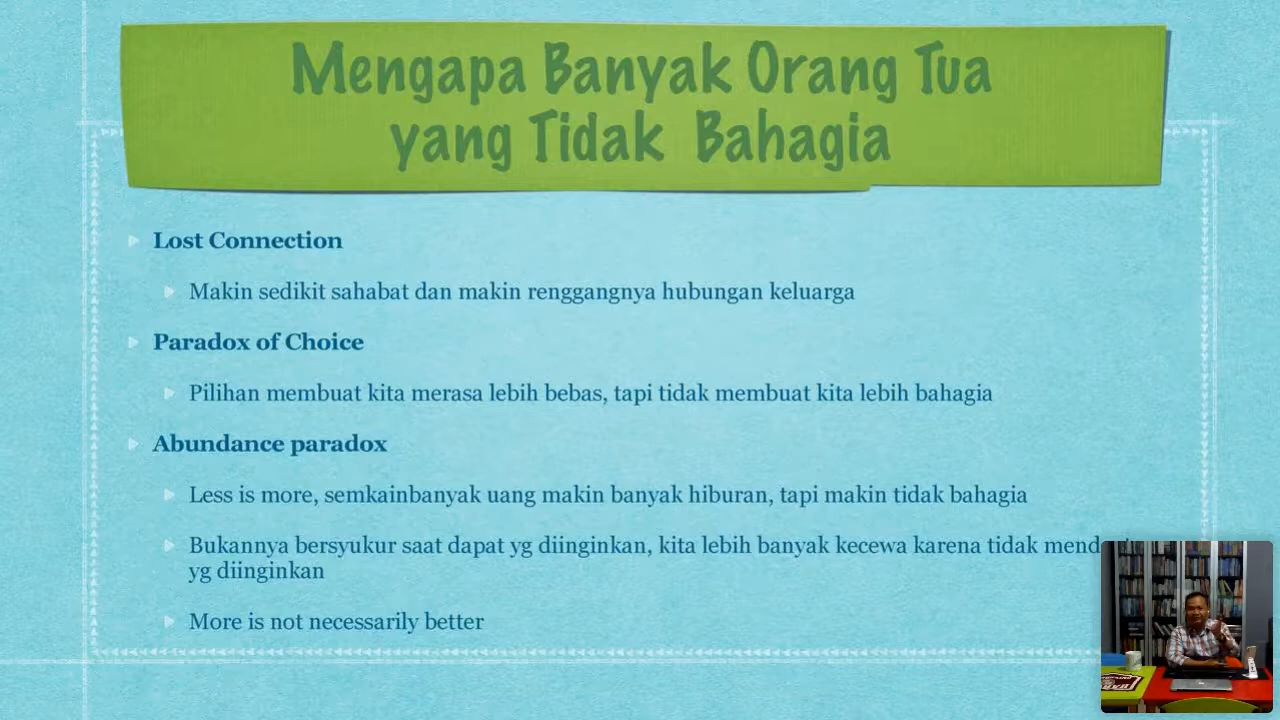 Mengapa Banyak Orang Tua
yang Tidak Bahagia
Lost Connection
Makin sedikit sahabat dan makin renggangnya hubungan keluarga
Paradox of Choice
Pilihan membuat kita merasa lebih bebas, tapi tidak membuat kita lebih bahagia
Abundance paradox
Less is more, semkainbanyak uang makin banyak hiburan, tapi makin tidak bahagia
Bukannya bersyukur saat dapat yg diinginkan, kita lebih banyak kecewa karena tidak
yg diinginkan
More is not necessarily better